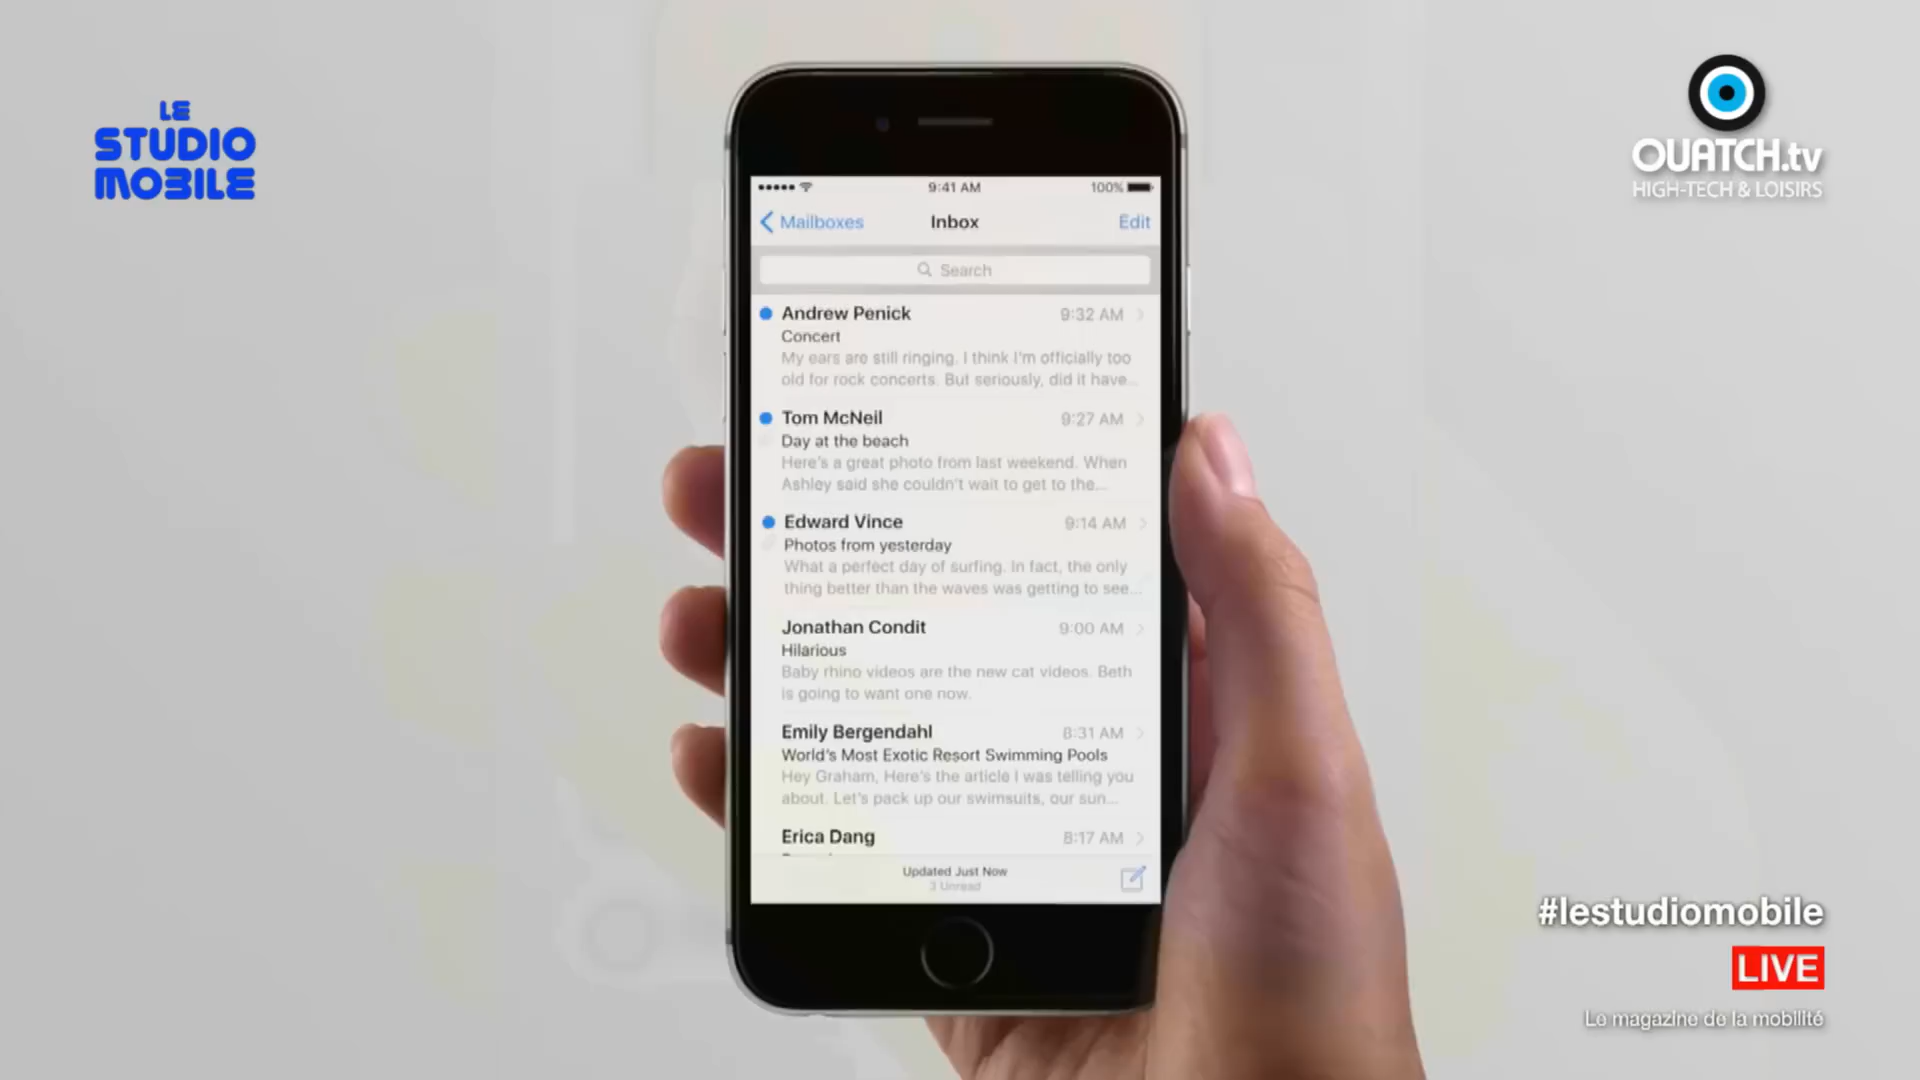 LE
STUDIO
MOBILE
OUATCH.tv
HIGH-TECH & LOISIRS
9:41 AM
100%
Mailboxes
Inbox
Edit
Search
Andrew Penick
9:32 AM
Concert
My ears are still ringing. I think I'm officially too
old for rock concerts. But seriously, did it have...
Tom McNeil
9:27 AM
Day at the beach
Here's a great photo from last weekend. When
Ashley said she couldn't wait to get to the...
Edward Vince
9:14 AM
Photos from yesterday
What a perfect day of surfing. In fact, the only
thing better than the waves was getting to see...
Jonathan Condit
9:00 AM
Hilarious
Baby rhino videos are the new cat videos. Beth
is going to want one now.
Emily Bergendahl
8:31 AM
World's Most Exotic Resort Swimming Pools
Hey Graham, Here's the article I was telling you
about. Let's pack up our swimsuits, our sun...
Erica Dang
8:17 AM
Updated Just Now
3 Unread
#lestudiomobile
LIVE
Le magazine de la mobilité